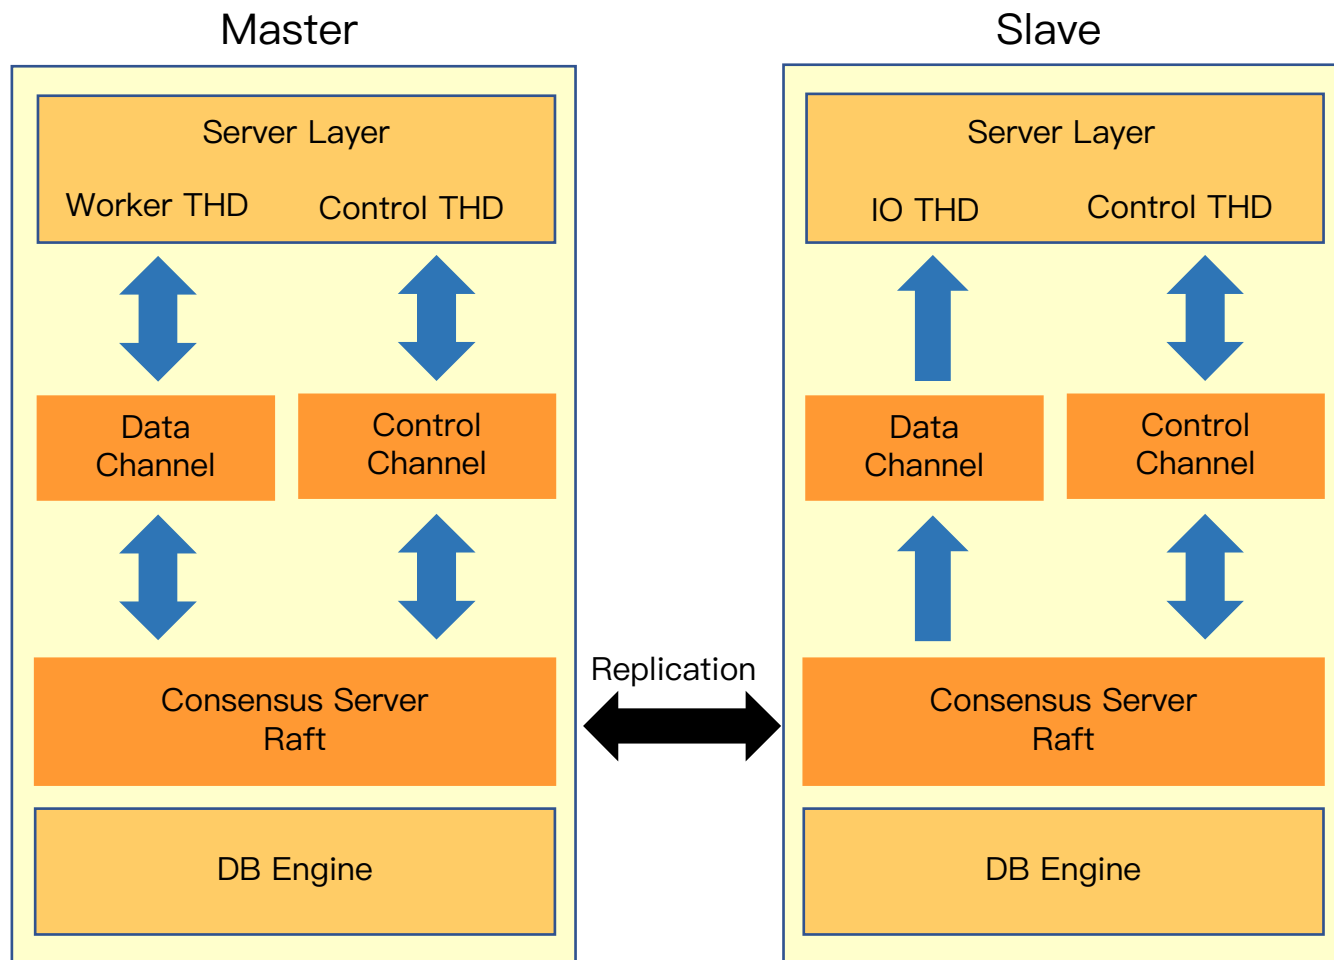 Master
Server Layer
Worker THD
Control THD
Data
Channel
Control
Channel
Consensus Server
Raft
DB Engine
Replication
Slave
Server Layer
IO THD
Control THD
Data
Channel
Control
Channel
Consensus Server
Raft
DB Engine